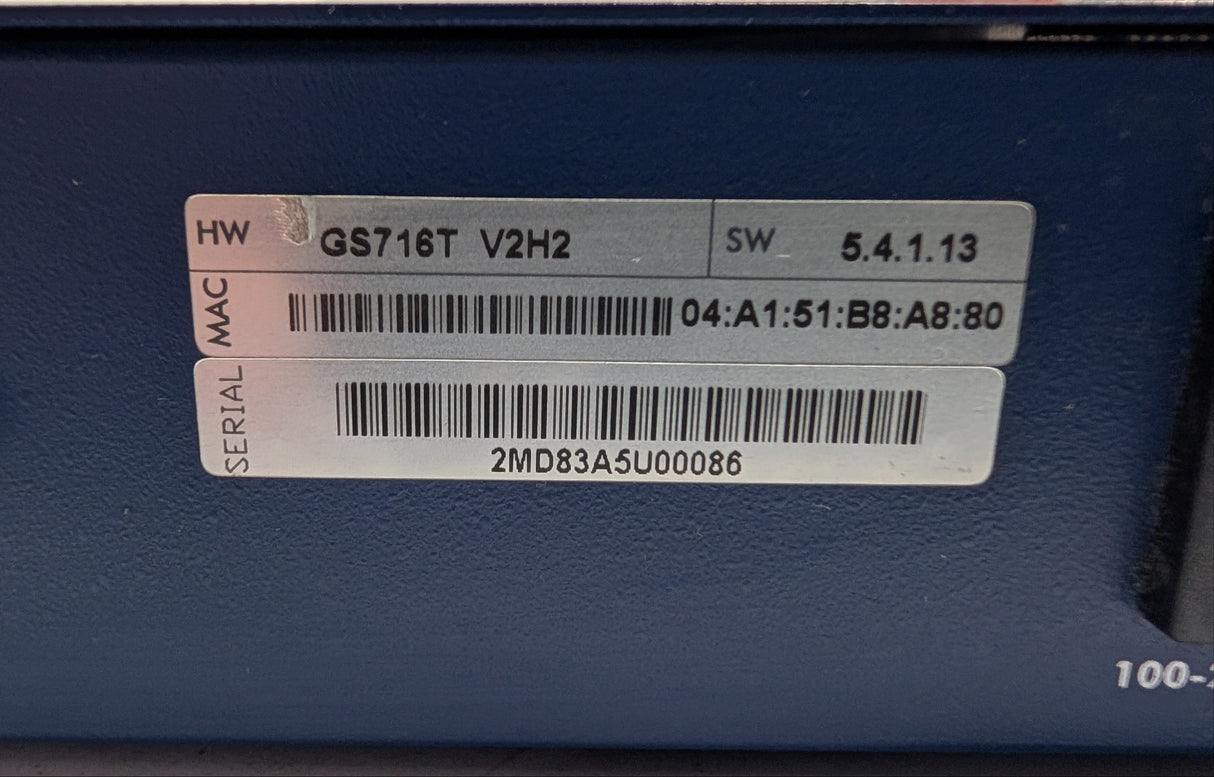 HW GS716T V2H2 SW 5.4.1.13
MAC 04:A1:51:B8:A8:80
SERIAL
2MD83A5U00086
100-